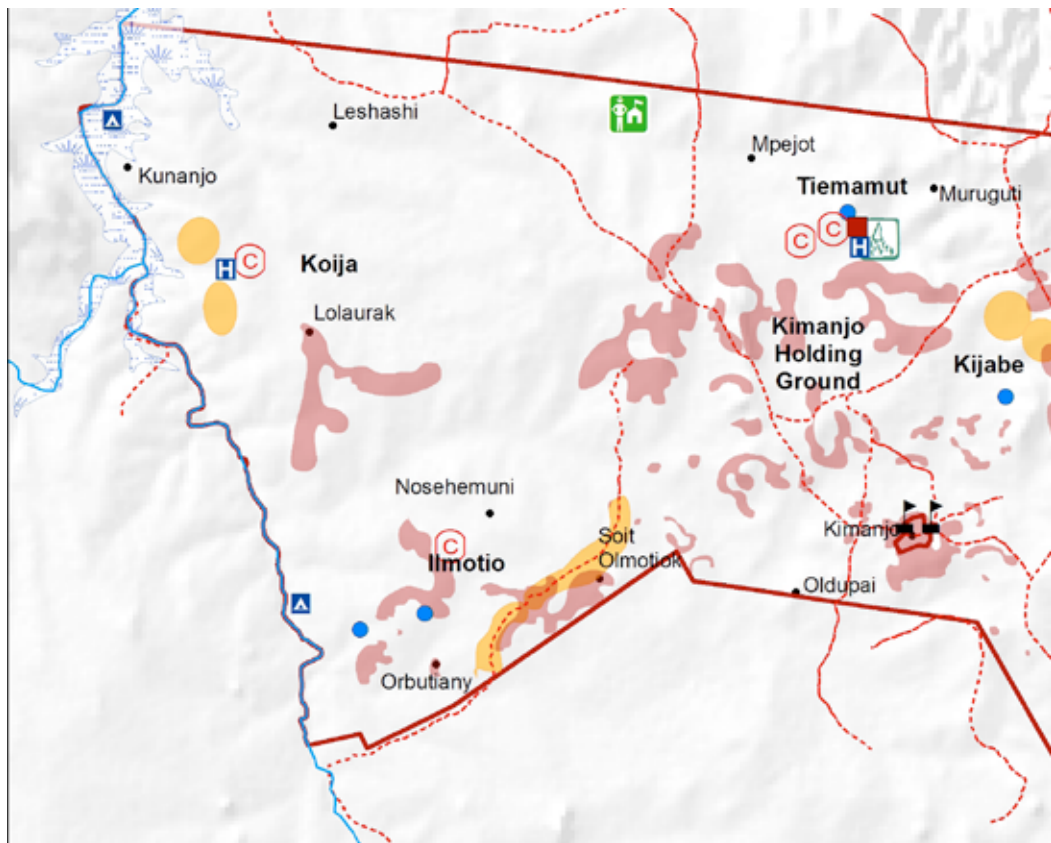 Leshashi
Mpejot
Kunanjo
Tiemamut
Muruguti
C
C
H
H
C
Koija
Lolaurak
Kimanjo
Holding
Ground
Kijabe
Nosehemuni
Kimanjo
Soit
Olmotiok
C
Ilmotio
Oldupai
Orbutiany